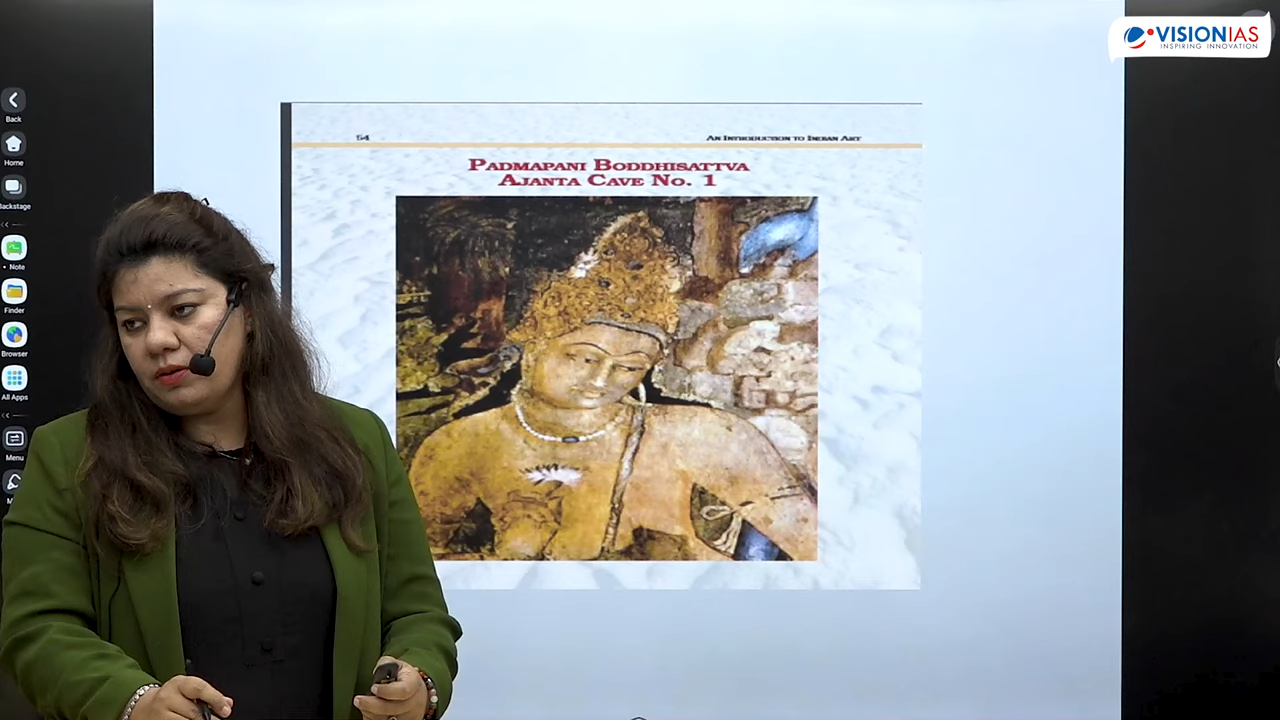 VISIONIAS
INSPIRING INNOVATION
Back
Home
Backstage
Note
Finder
Browser
All Apps
Menu
54
AN INTRODUCTION TO INDIAN ART
PADMAPANI BODDHISATTVA
AJANTA CAVE NO. 1